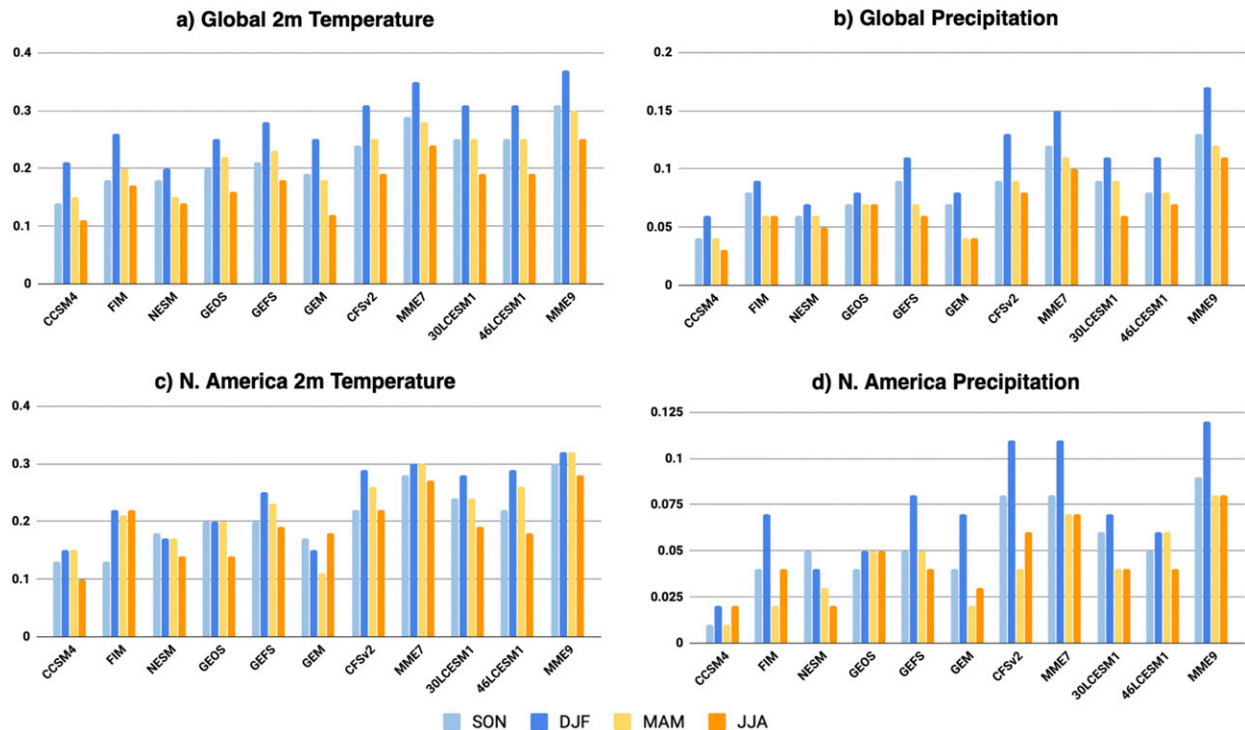 a) Global 2m Temperature
0.4
0.3
0.2
0.1
0
CCSM4 FIM NESM GEOS GEFS GEM CFSv2 MME7 30LCESM1 46LCESM1 MME9
b) Global Precipitation
0.2
0.15
0.1
0.05
0
CCSM4 FIM NESM GEOS GEFS GEM CFSv2 MME7 30LCESM1 46LCESM1 MME9
c) N. America 2m Temperature
0.4
0.3
0.2
0.1
0
CCSM4 FIM NESM GEOS GEFS GEM CFSv2 MME7 30LCESM1 46LCESM1 MME9
d) N. America Precipitation
0.125
0.1
0.075
0.05
0.025
0
CCSM4 FIM NESM GEOS GEFS GEM CFSv2 MME7 30LCESM1 46LCESM1 MME9
SON DJF MAM JJA